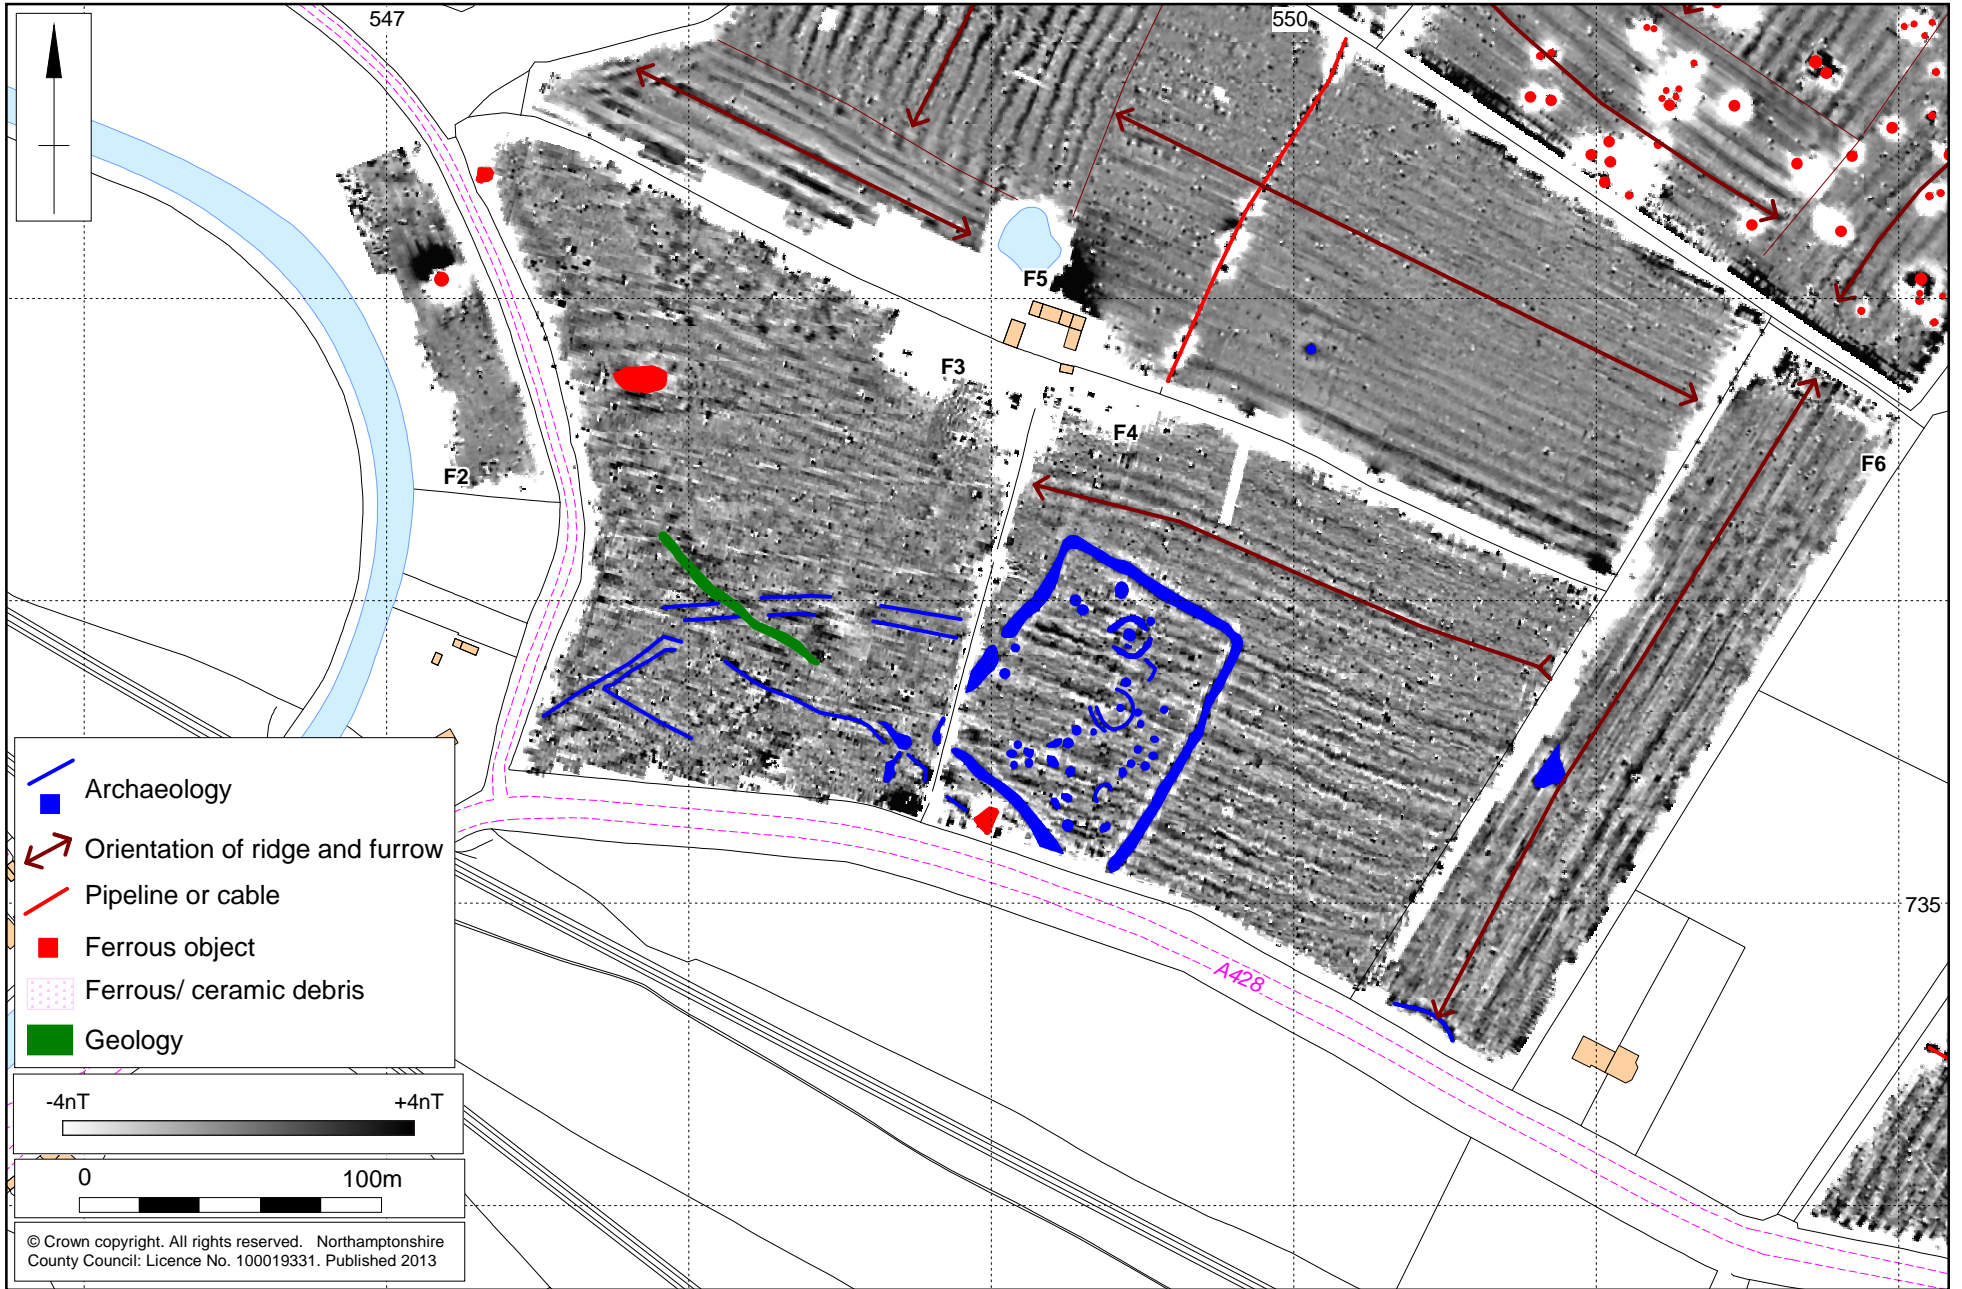 547
550
F5
F3
F4
F2
F6
735
A428
Archaeology
Orientation of ridge and furrow
Pipeline or cable
Ferrous object
Ferrous/ ceramic debris
Geology
-4nT +4nT
0 100m
© Crown copyright. All rights reserved. Northamptonshire
County Council: Licence No. 100019331. Published 2013